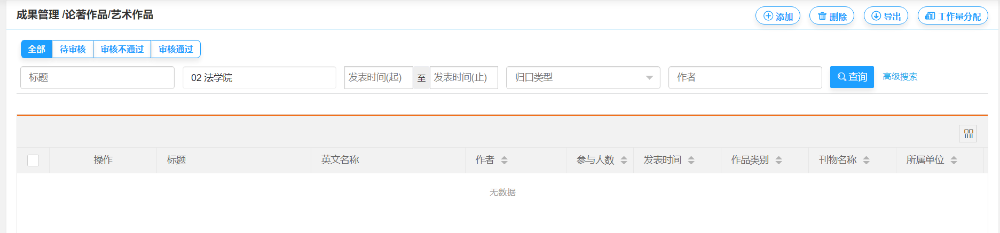 成果管理 /论著作品/艺术作品
添加 删除 导出 工作量分配
全部 待审核 审核不通过 审核通过
标题 02 法学院 发表时间(起) 至 发表时间(止) 归口类型 作者 查询 高级搜索
操作 标题 英文名称 作者 参与人数 发表时间 作品类别 刊物名称 所属单位
无数据